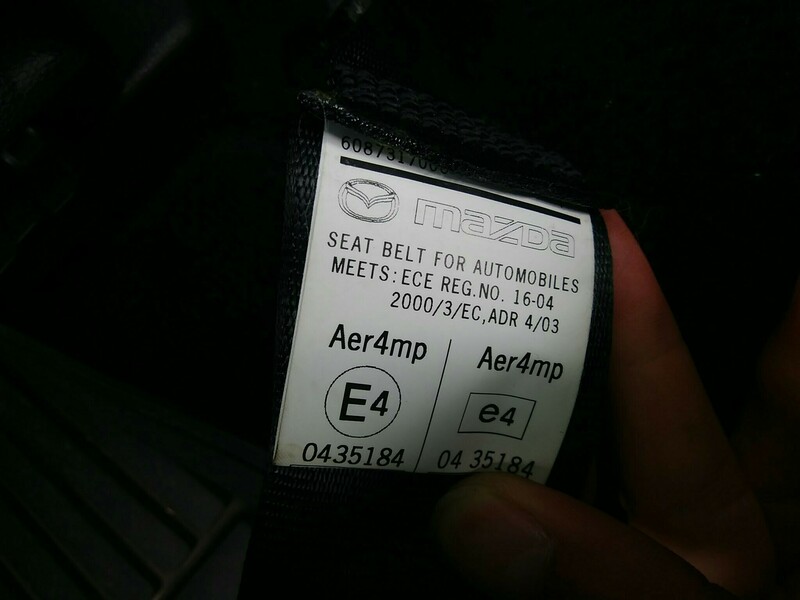 mazda
SEAT BELT FOR AUTOMOBILES
MEETS: ECE REG.NO. 16-04
2000/3/EC,ADR 4/03
Aer4mp Aer4mp
E4 e4
0435184 04 35184